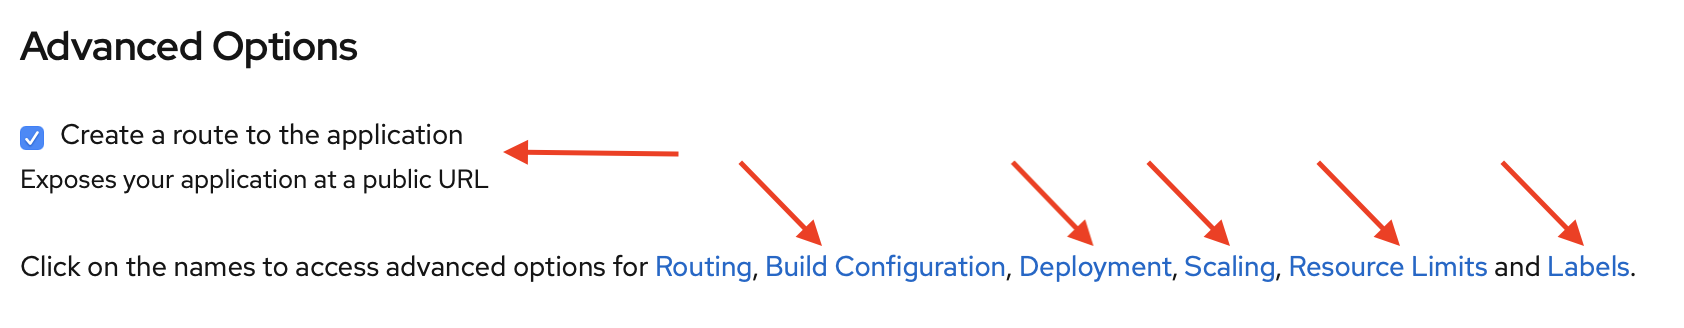 Advanced Options
Create a route to the application
Exposes your application at a public URL
Click on the names to access advanced options for Routing, Build Configuration, Deployment, Scaling, Resource Limits and Labels.